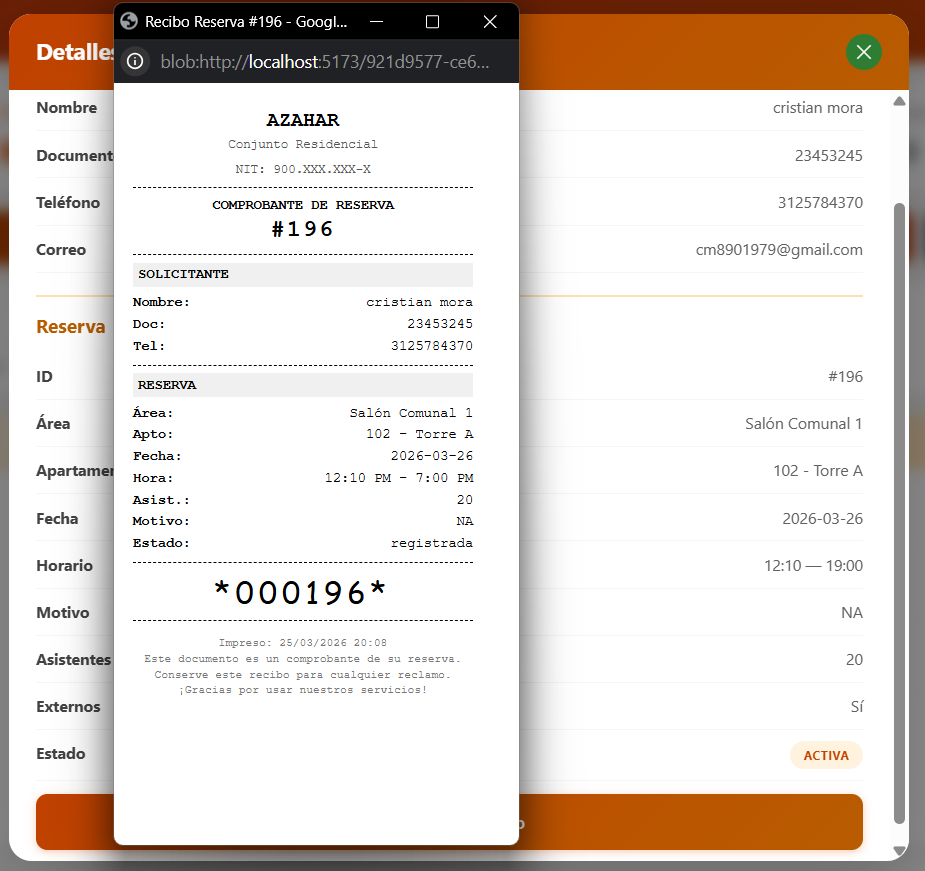 Recibo Reserva #196 - Googl...
blob:http://localhost:5173/921d9577-ce6...
AZAHAR
Conjunto Residencial
NIT: 900.XXX.XXX-X
COMPROBANTE DE RESERVA
#196
SOLICITANTE
Nombre: cristian mora
Doc: 23453245
Tel: 3125784370
RESERVA
Área: Salón Comunal 1
Apto: 102 - Torre A
Fecha: 2026-03-26
Hora: 12:10 PM - 7:00 PM
Asist.: 20
Motivo: NA
Estado: registrada
*000196*
Impreso: 25/03/2026 20:08
Este documento es un comprobante de su reserva.
Conserve este recibo para cualquier reclamo.
¡Gracias por usar nuestros servicios!
Detalles
Nombre cristian mora
Document 23453245
Teléfono 3125784370
Correo cm8901979@gmail.com
Reserva
ID #196
Área Salón Comunal 1
Apartamen 102 - Torre A
Fecha 2026-03-26
Horario 12:10 — 19:00
Motivo NA
Asistentes 20
Externos Sí
Estado ACTIVA